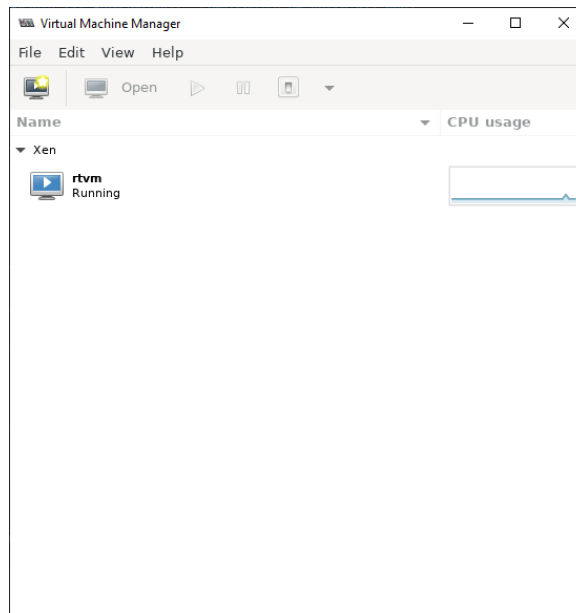 Virtual Machine Manager
File Edit View Help
Open
Name CPU usage
Xen
rtvm
Running